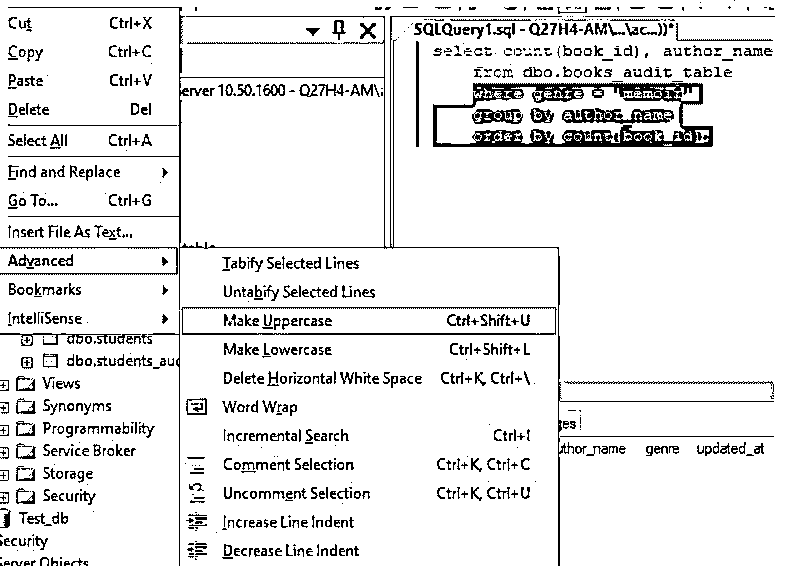 Cut Ctrl+X
Copy Ctrl+C
Paste Ctrl+V
Delete Del
Select All Ctrl+A
Find and Replace
Go To... Ctrl+G
Insert File As Text...
Advanced
Bookmarks
IntelliSense
erver 10.50.1600 - Q27H4-AM\
SQLQuery1.sql - Q27H4-AM\...\ac...))*
select count(book_id), author_name
from dbo.books_audit_table
where genre = "memoir"
group by author_name
order by count(book_id);
Tabify Selected Lines
Untabify Selected Lines
Make Uppercase Ctrl+Shift+U
Make Lowercase Ctrl+Shift+L
Delete Horizontal White Space Ctrl+K, Ctrl+\
Word Wrap
Incremental Search Ctrl+I
Comment Selection Ctrl+K, Ctrl+C
Uncomment Selection Ctrl+K, Ctrl+U
Increase Line Indent
Decrease Line Indent
dbo.students
dbo.students_aud
Views
Synonyms
Programmability
Service Broker
Storage
Security
Test_db
Security
Server Objects
ges
uthor_name genre updated_at